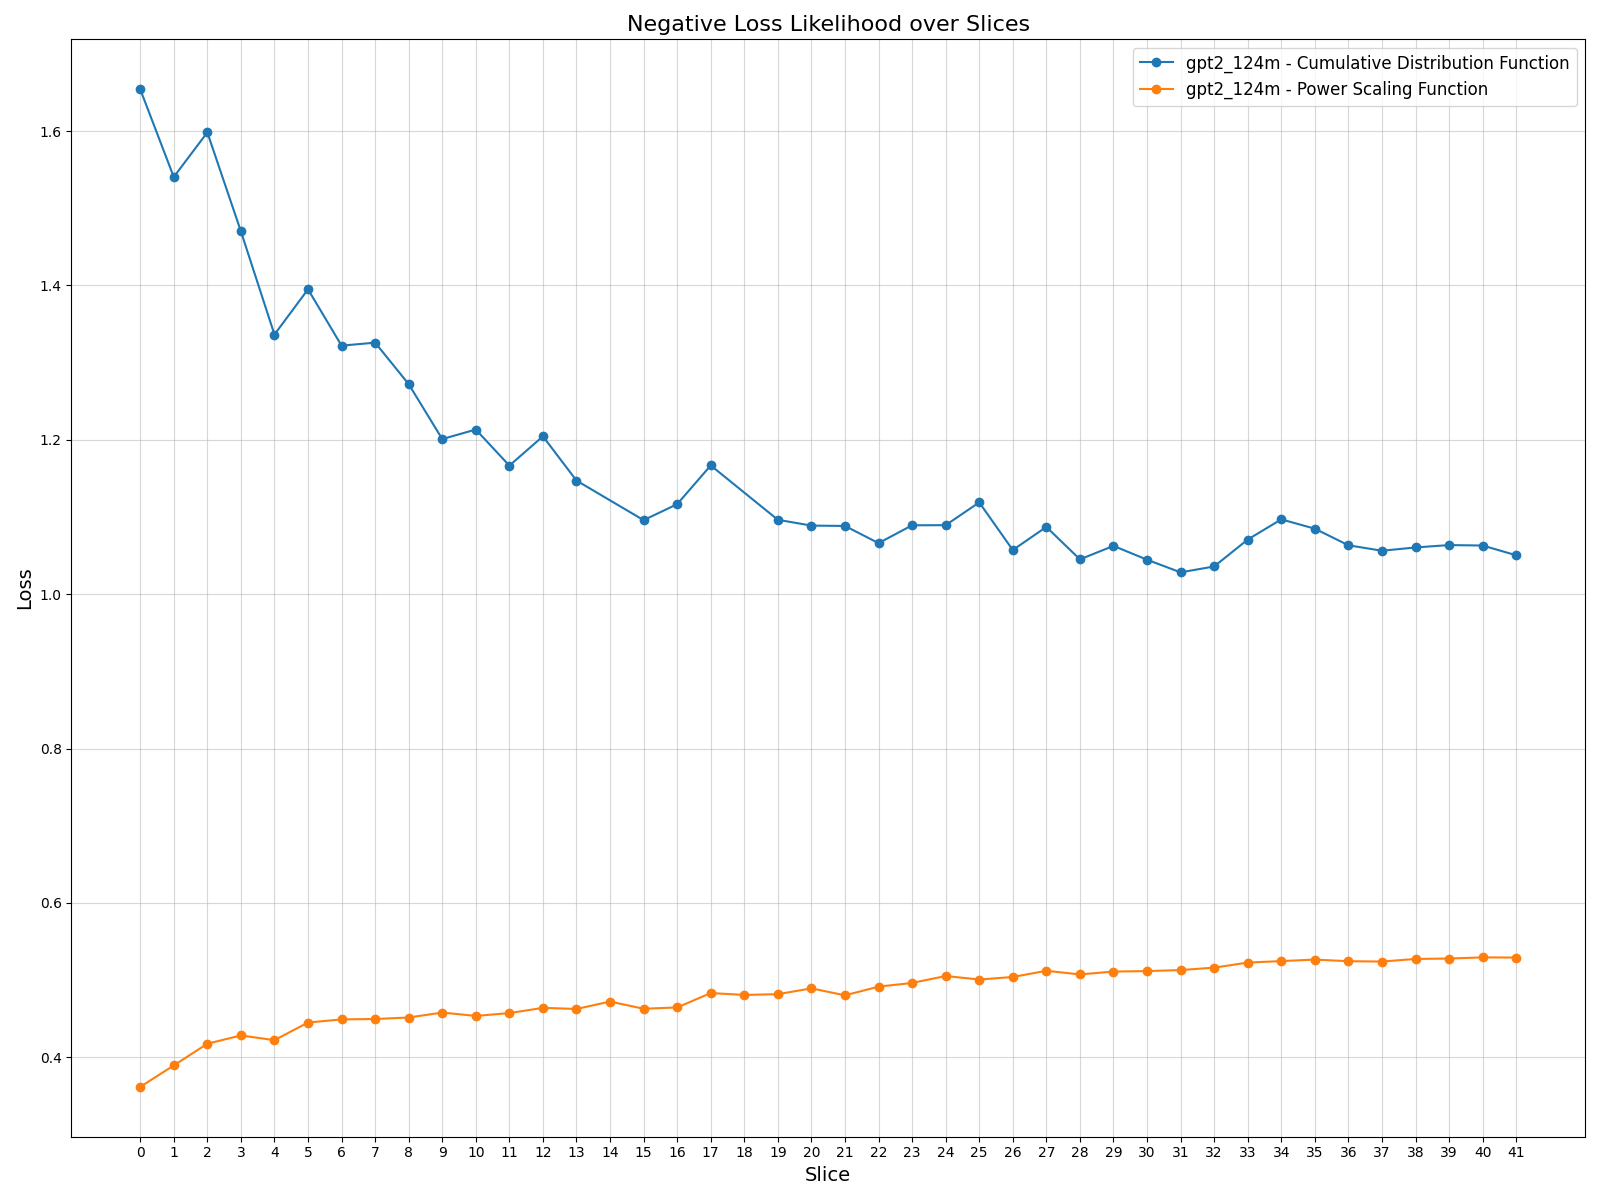 Negative Loss Likelihood over Slices
gpt2_124m - Cumulative Distribution Function
gpt2_124m - Power Scaling Function
Loss
1.6
1.4
1.2
1.0
0.8
0.6
0.4
0 1 2 3 4 5 6 7 8 9 10 11 12 13 14 15 16 17 18 19 20 21 22 23 24 25 26 27 28 29 30 31 32 33 34 35 36 37 38 39 40 41
Slice